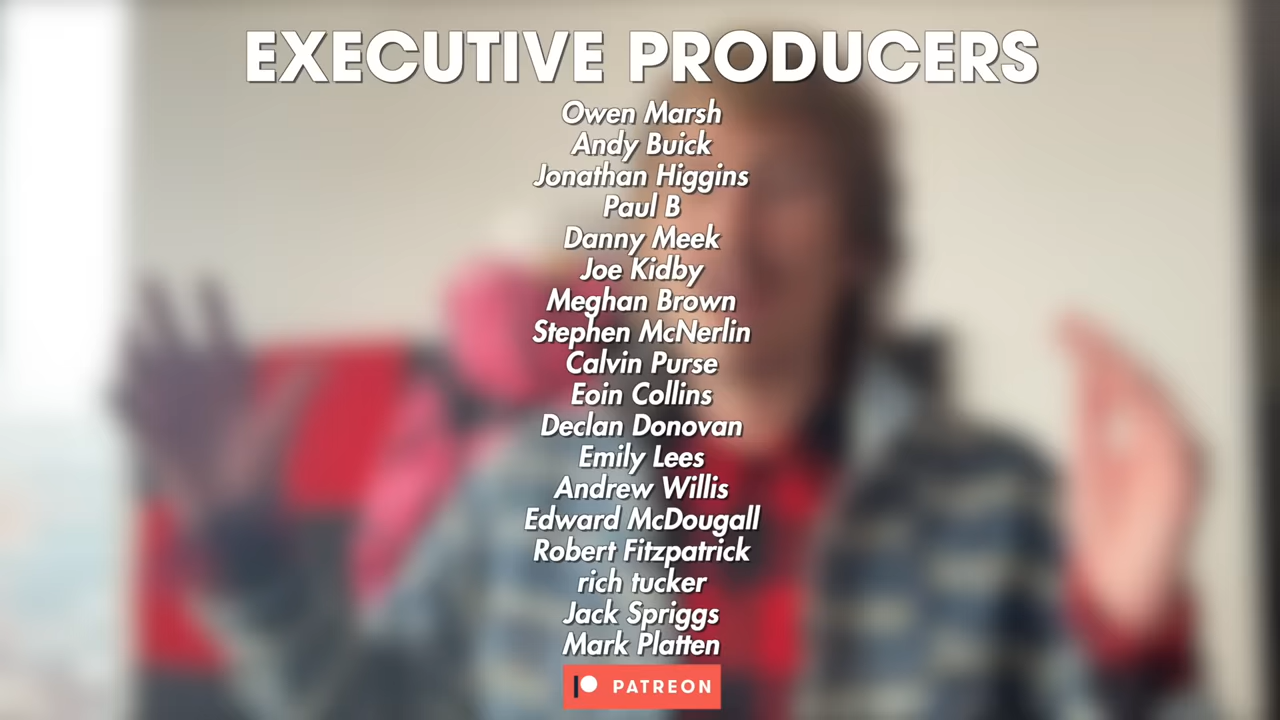 EXECUTIVE PRODUCERS
Owen Marsh
Andy Buick
Jonathan Higgins
Paul B
Danny Meek
Joe Kidby
Meghan Brown
Stephen McNerlin
Calvin Purse
Eoin Collins
Declan Donovan
Emily Lees
Andrew Willis
Edward McDougall
Robert Fitzpatrick
rich tucker
Jack Spriggs
Mark Platten
PATREON